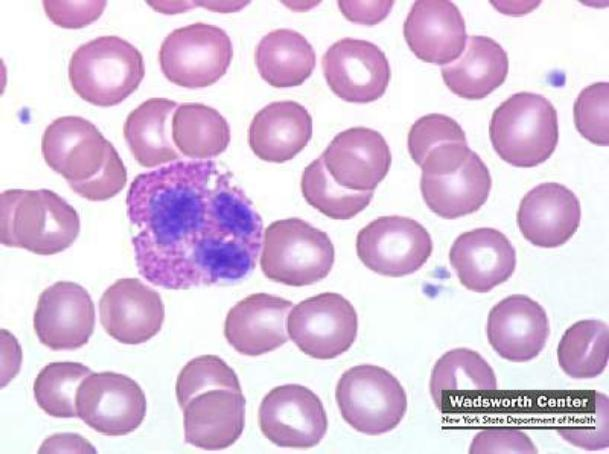 Wadsworth Center
New York State Department of Health